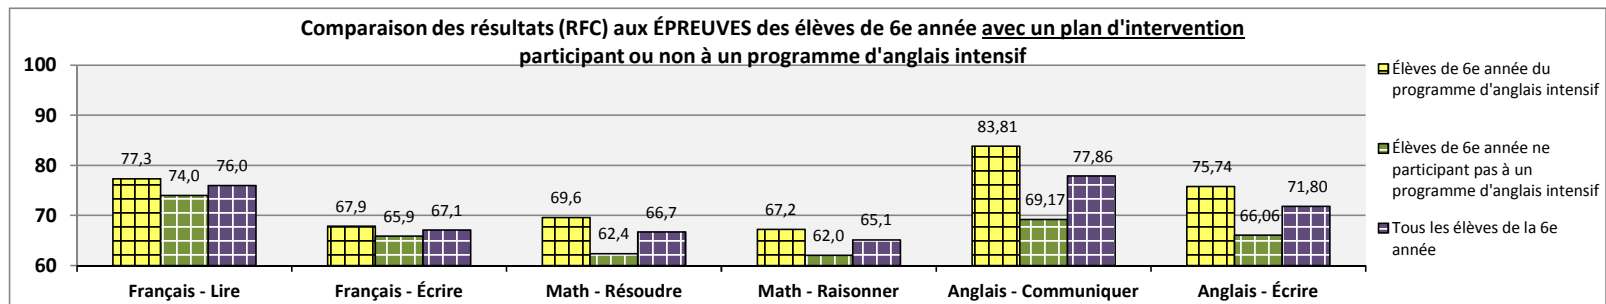 Comparaison des résultats (RFC) aux ÉPREUVES des élèves de 6e année avec un plan d'intervention
participant ou non à un programme d'anglais intensif
100
90
80
70
60
77,3
74,0
76,0
67,9
65,9
67,1
69,6
62,4
66,7
67,2
62,0
65,1
83,81
69,17
77,86
75,74
66,06
71,80
Français - Lire
Français - Écrire
Math - Résoudre
Math - Raisonner
Anglais - Communiquer
Anglais - Écrire
Élèves de 6e année du
programme d'anglais intensif
Élèves de 6e année ne
participant pas à un
programme d'anglais intensif
Tous les élèves de la 6e
année